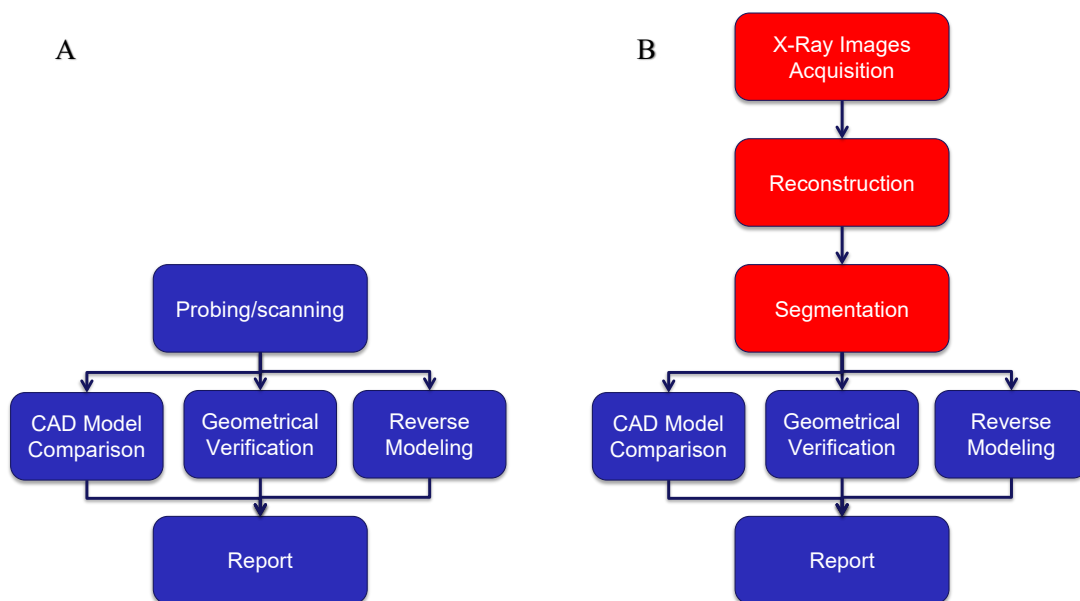 A
Probing/scanning
CAD Model
Comparison
Geometrical
Verification
Reverse
Modeling
Report
B
X-Ray Images
Acquisition
Reconstruction
Segmentation
CAD Model
Comparison
Geometrical
Verification
Reverse
Modeling
Report